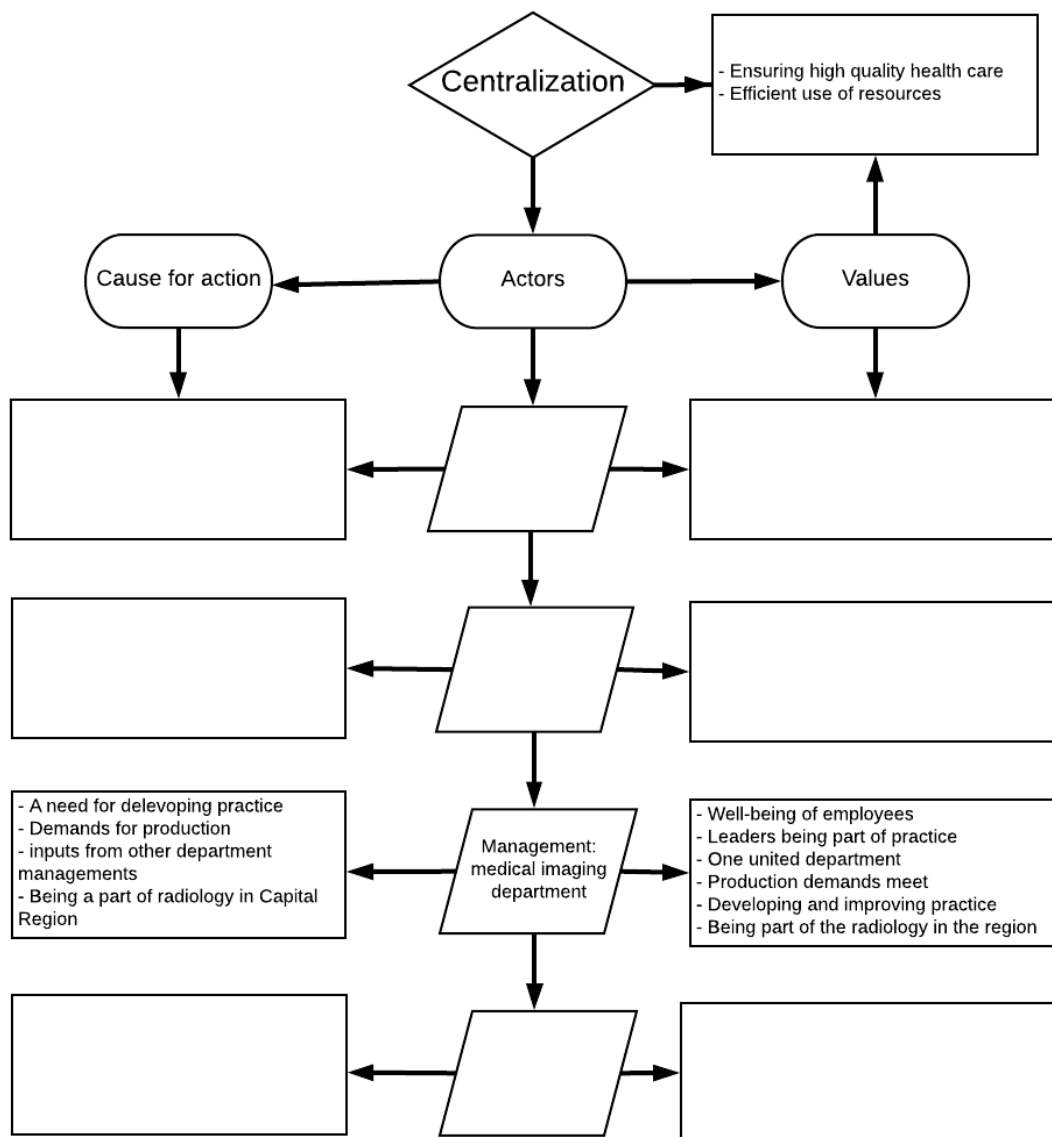 Centralization
- Ensuring high quality health care
- Efficient use of resources
Cause for action
Actors
Values
- A need for delevoping practice
- Demands for production
- inputs from other department
managements
- Being a part of radiology in Capital
Region
Management:
medical imaging
department
- Well-being of employees
- Leaders being part of practice
- One united department
- Production demands meet
- Developing and improving practice
- Being part of the radiology in the region